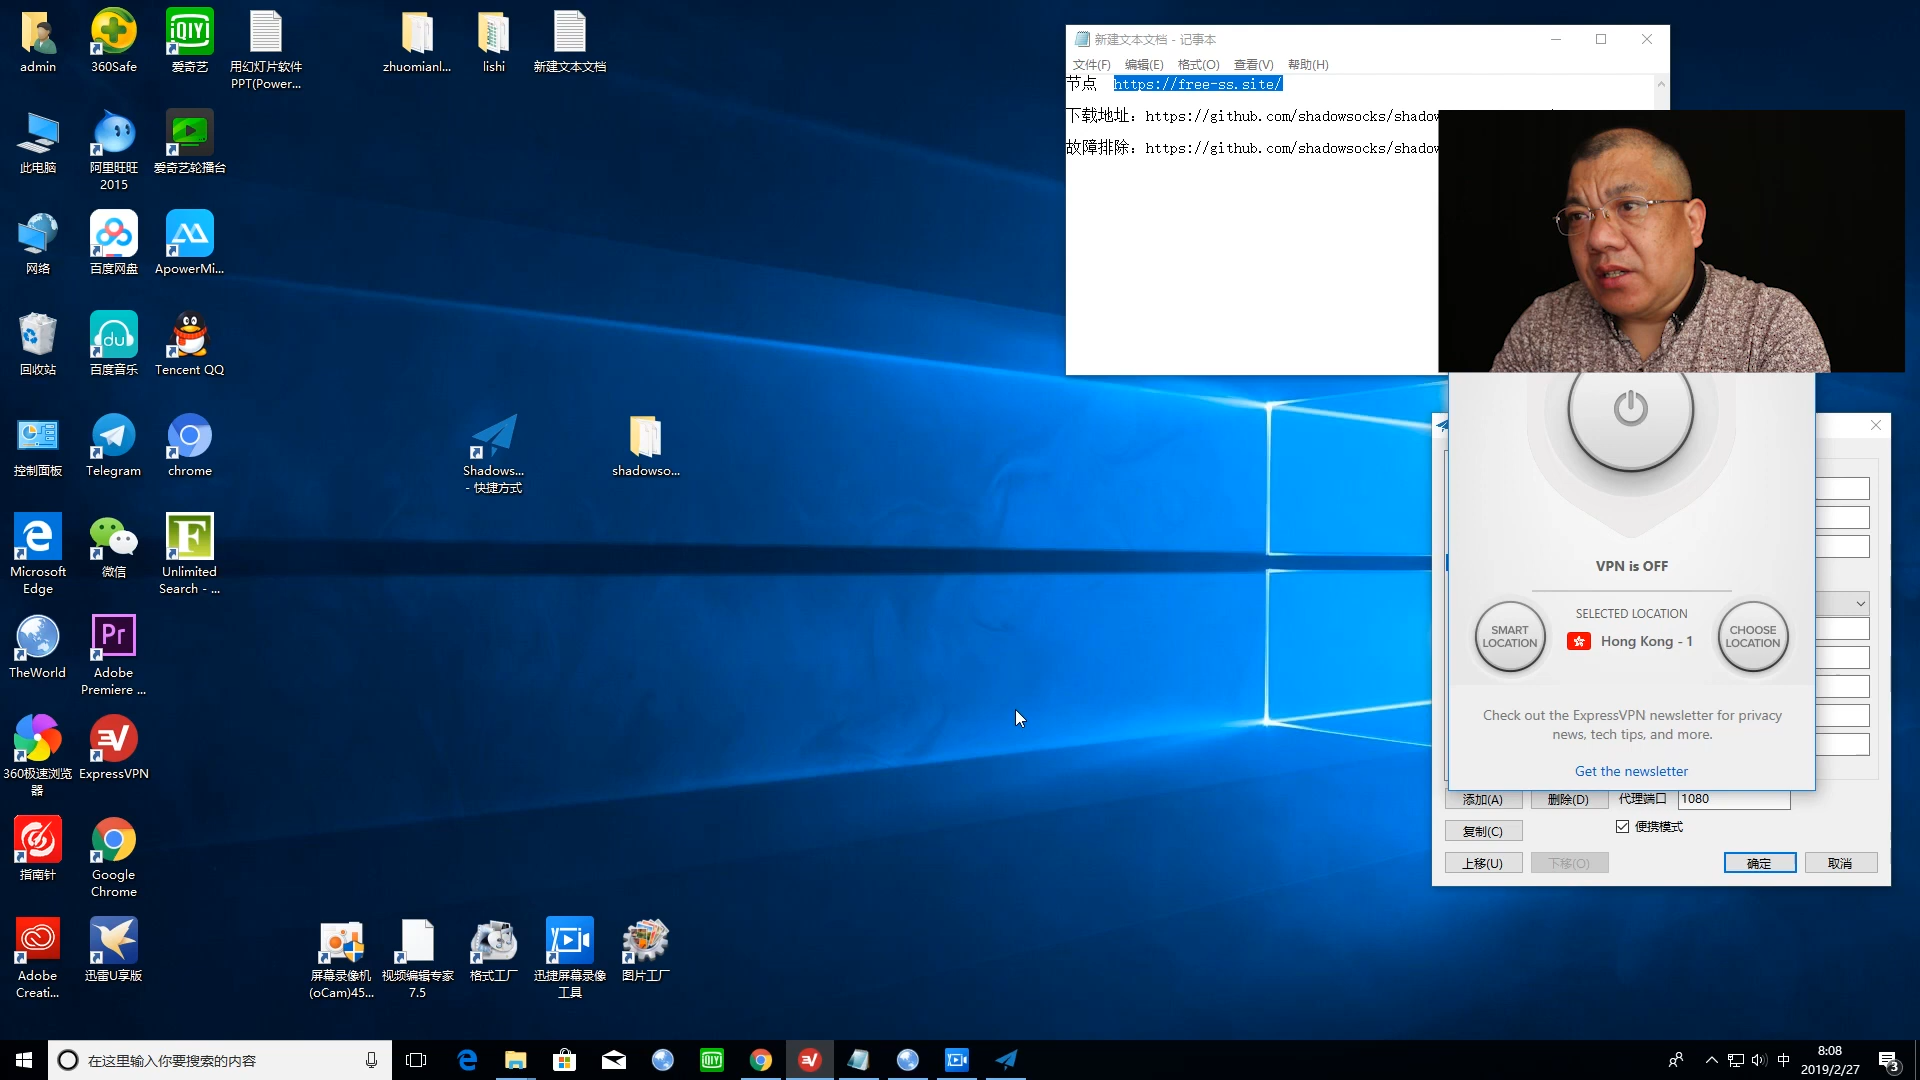 admin
360Safe
爱奇艺
用幻灯片软件
PPT(Power...
zhuomianl...
lishi
新建文本文档
此电脑
阿里旺旺
2015
爱奇艺轮播台
网络
百度网盘
ApowerMi...
回收站
百度音乐
Tencent QQ
控制面板
Telegram
chrome
Shadows...
- 快捷方式
shadowso...
Microsoft
Edge
微信
Unlimited
Search - ...
TheWorld
Adobe
Premiere ...
360极速浏览
器
ExpressVPN
指南针
Google
Chrome
Adobe
Creati...
迅雷U享版
屏幕录像机
(oCam)45...
视频编辑专家
7.5
格式工厂
迅捷屏幕录像
工具
图片工厂
新建文本文档 - 记事本
文件(F) 编辑(E) 格式(O) 查看(V) 帮助(H)
节点 https://free-ss.site/
下载地址：https://github.com/shadowsocks/shadow
故障排除：https://github.com/shadowsocks/shadow
VPN is OFF
SELECTED LOCATION
SMART
LOCATION
Hong Kong - 1
CHOOSE
LOCATION
Check out the ExpressVPN newsletter for privacy
news, tech tips, and more.
Get the newsletter
添加(A) 删除(D) 代理端口 1080
复制(C) 便携模式
上移(U) 下移(O) 确定 取消
在这里输入你要搜索的内容
中
8:08
2019/2/27
3